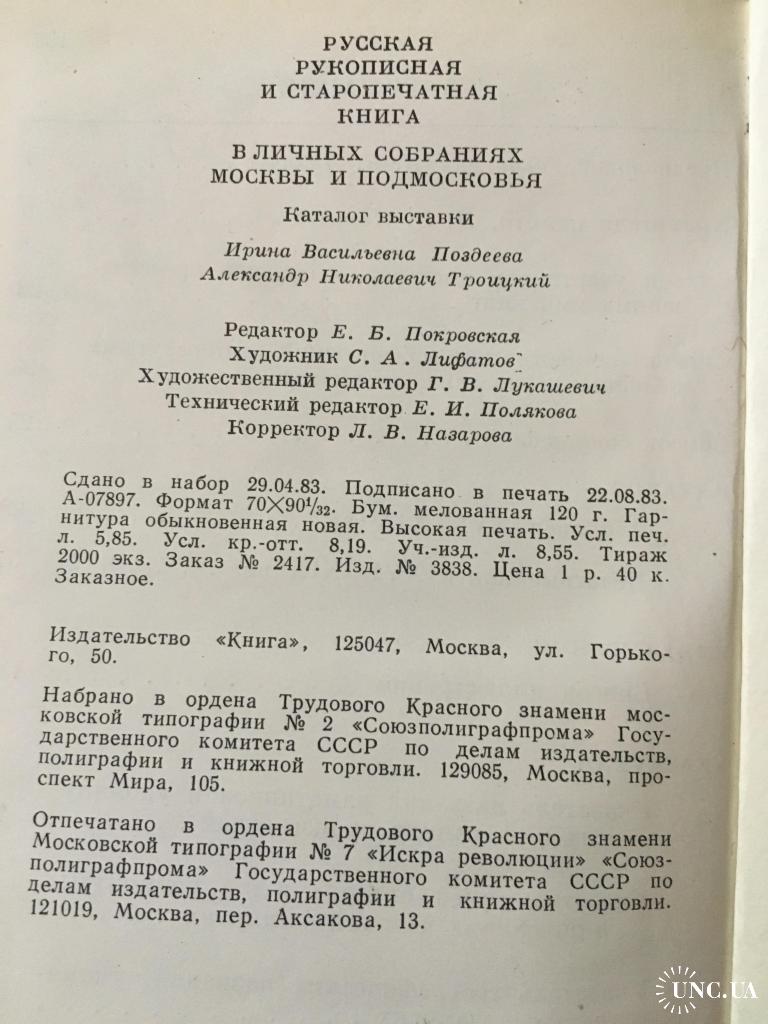 РУССКАЯ
РУКОПИСНАЯ
И СТАРОПЕЧАТНАЯ
КНИГА
В ЛИЧНЫХ СОБРАНИЯХ
МОСКВЫ И ПОДМОСКОВЬЯ
Каталог выставки
Ирина Васильевна Поздеева
Александр Николаевич Троицкий
Редактор Е. Б. Покровская
Художник С. А. Лифатов
Художественный редактор Г. В. Лукашевич
Технический редактор Е. И. Полякова
Корректор Л. В. Назарова
Сдано в набор 29.04.83. Подписано в печать 22.08.83.
А-07897. Формат 70×90¹/₃₂. Бум. мелованная 120 г. Гар-
нитура обыкновенная новая. Высокая печать. Усл. печ.
л. 5,85. Усл. кр.-отт. 8,19. Уч.-изд. л. 8,55. Тираж
2000 экз. Заказ № 2417. Изд. № 3838. Цена 1 р. 40 к.
Заказное.
Издательство «Книга», 125047, Москва, ул. Горько-
го, 50.
Набрано в ордена Трудового Красного знамени мос-
ковской типографии № 2 «Союзполиграфпрома» Госу-
дарственного комитета СССР по делам издательств,
полиграфии и книжной торговли. 129085, Москва, про-
спект Мира, 105.
Отпечатано в ордена Трудового Красного знамени
Московской типографии № 7 «Искра революции» «Союз-
полиграфпрома» Государственного комитета СССР по
делам издательств, полиграфии и книжной торговли.
121019, Москва, пер. Аксакова, 13.
UNC.UA